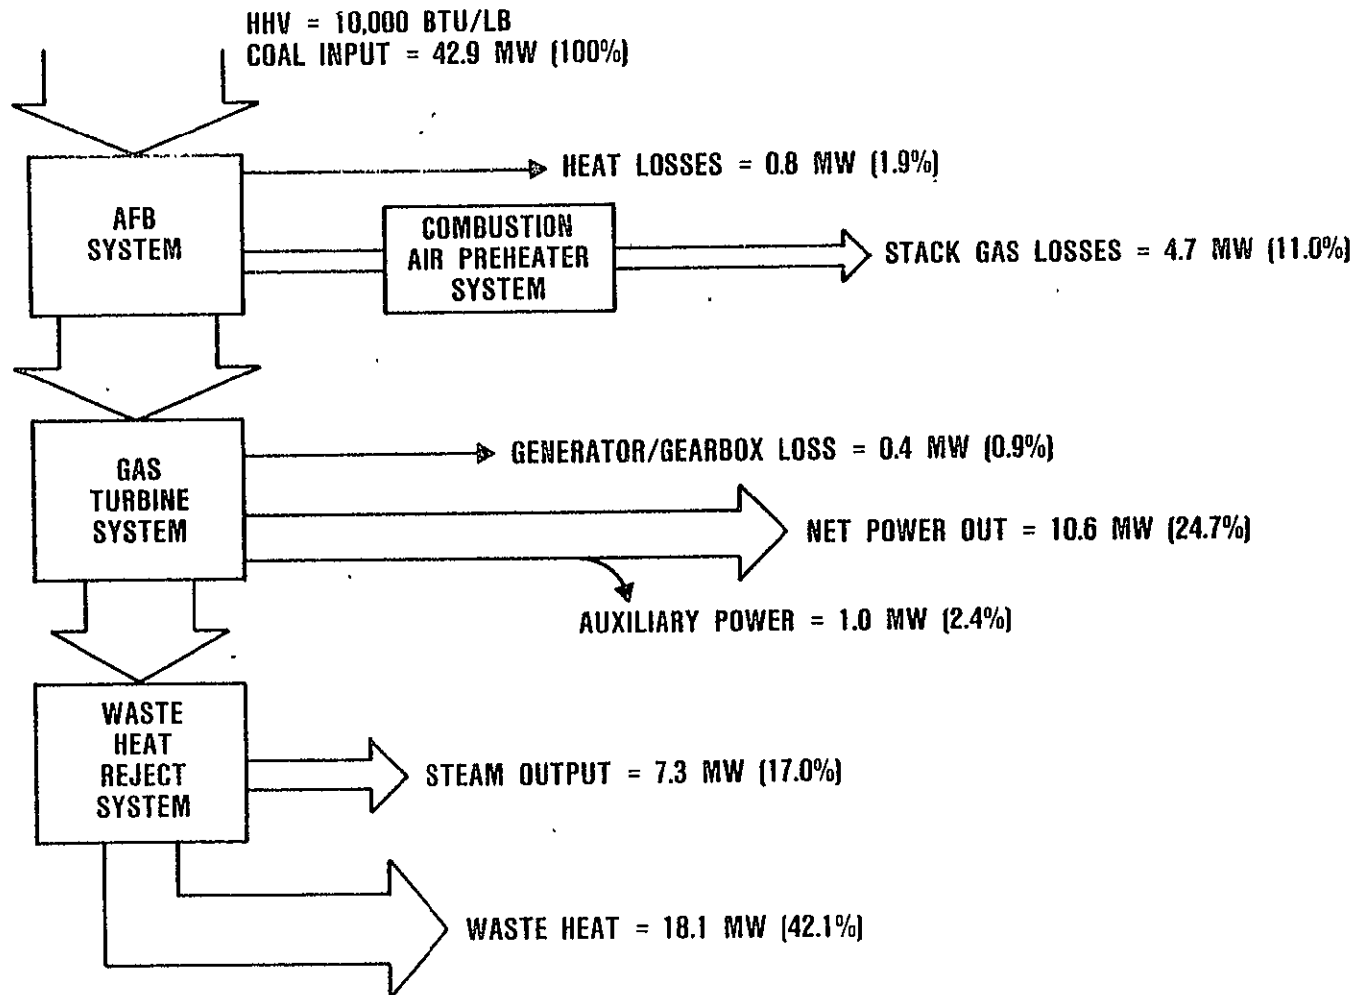 HHV = 10,000 BTU/LB
COAL INPUT = 42.9 MW (100%)
HEAT LOSSES = 0.8 MW (1.9%)
AFB
SYSTEM
COMBUSTION
AIR PREHEATER
SYSTEM
STACK GAS LOSSES = 4.7 MW (11.0%)
GAS
TURBINE
SYSTEM
GENERATOR/GEARBOX LOSS = 0.4 MW (0.9%)
NET POWER OUT = 10.6 MW (24.7%)
AUXILIARY POWER = 1.0 MW (2.4%)
WASTE
HEAT
REJECT
SYSTEM
STEAM OUTPUT = 7.3 MW (17.0%)
WASTE HEAT = 18.1 MW (42.1%)